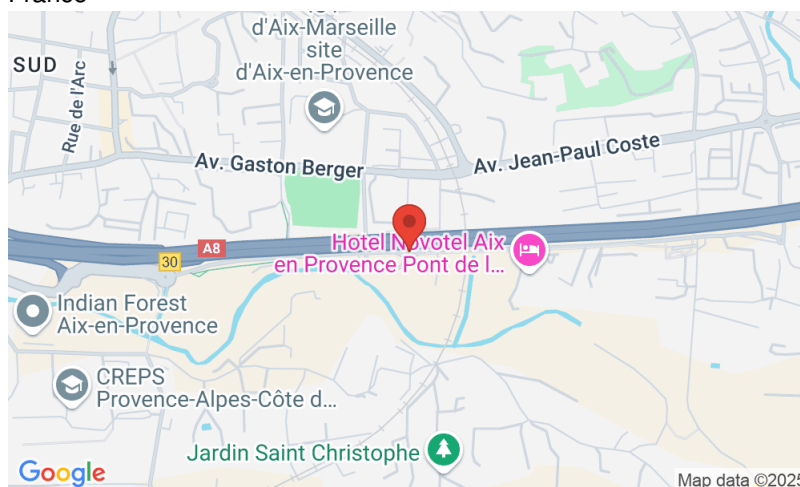 France
d'Aix-Marseille
site
d'Aix-en-Provence
SUD
Rue de l'Arc
Av. Gaston Berger
Av. Jean-Paul Coste
A8
30
Hotel Novotel Aix
en Provence Pont de l...
Indian Forest
Aix-en-Provence
CREPS
Provence-Alpes-Côte d...
Jardin Saint Christophe
Google
Map data ©2025